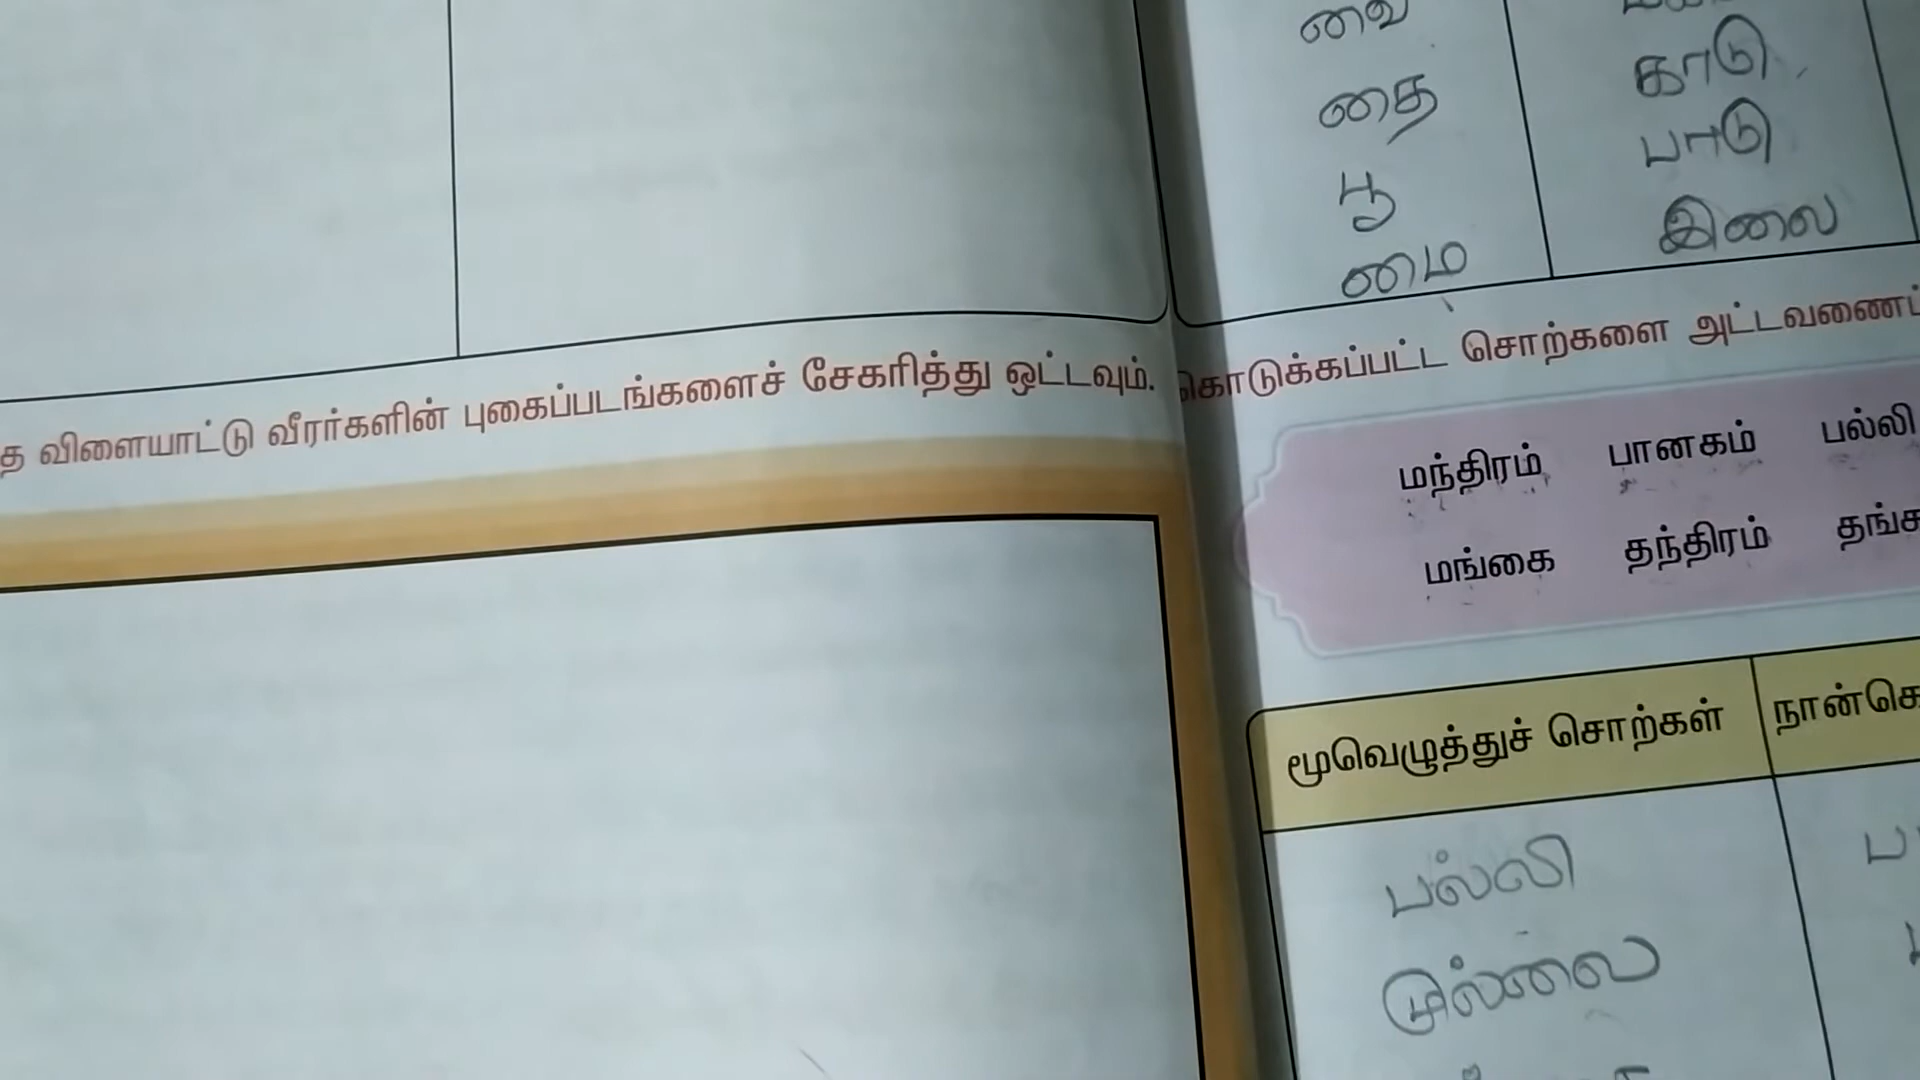 த விளையாட்டு வீரர்களின் புகைப்படங்களைச் சேகரித்து ஒட்டவும்.
வை
தை காடு
பூ பாடு
மை இலை
கொடுக்கப்பட்ட சொற்களை அட்டவணைப்
மந்திரம் பானகம் பல்லி
மங்கை தந்திரம் தங்க
மூவெழுத்துச் சொற்கள் நான்கெ
பல்லி ப
முல்லை